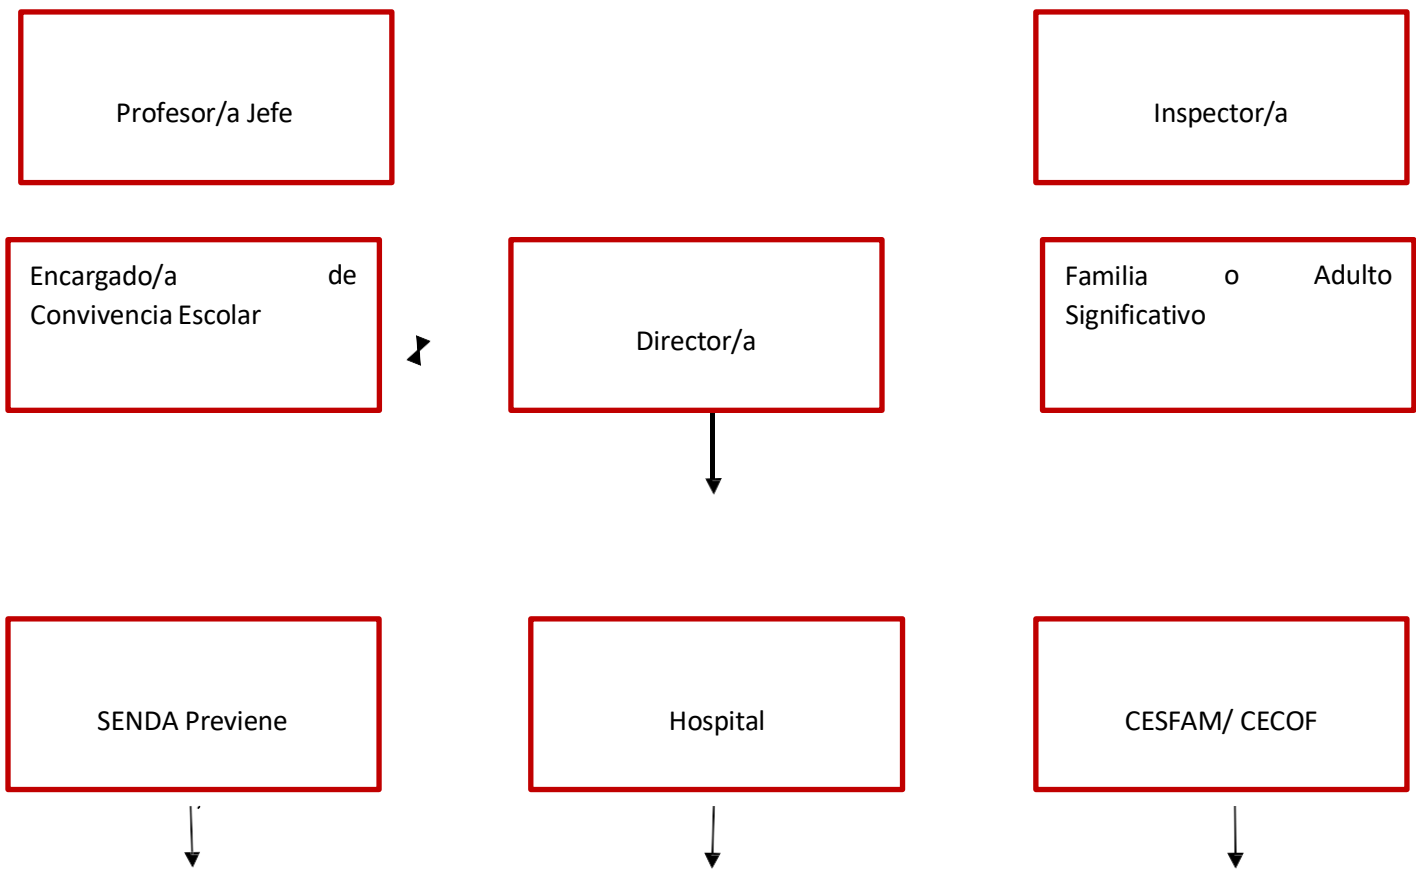 Profesor/a Jefe
Inspector/a
Encargado/a de
Convivencia Escolar
Director/a
Familia o Adulto
Significativo
SENDA Previene
Hospital
CESFAM/ CECOF